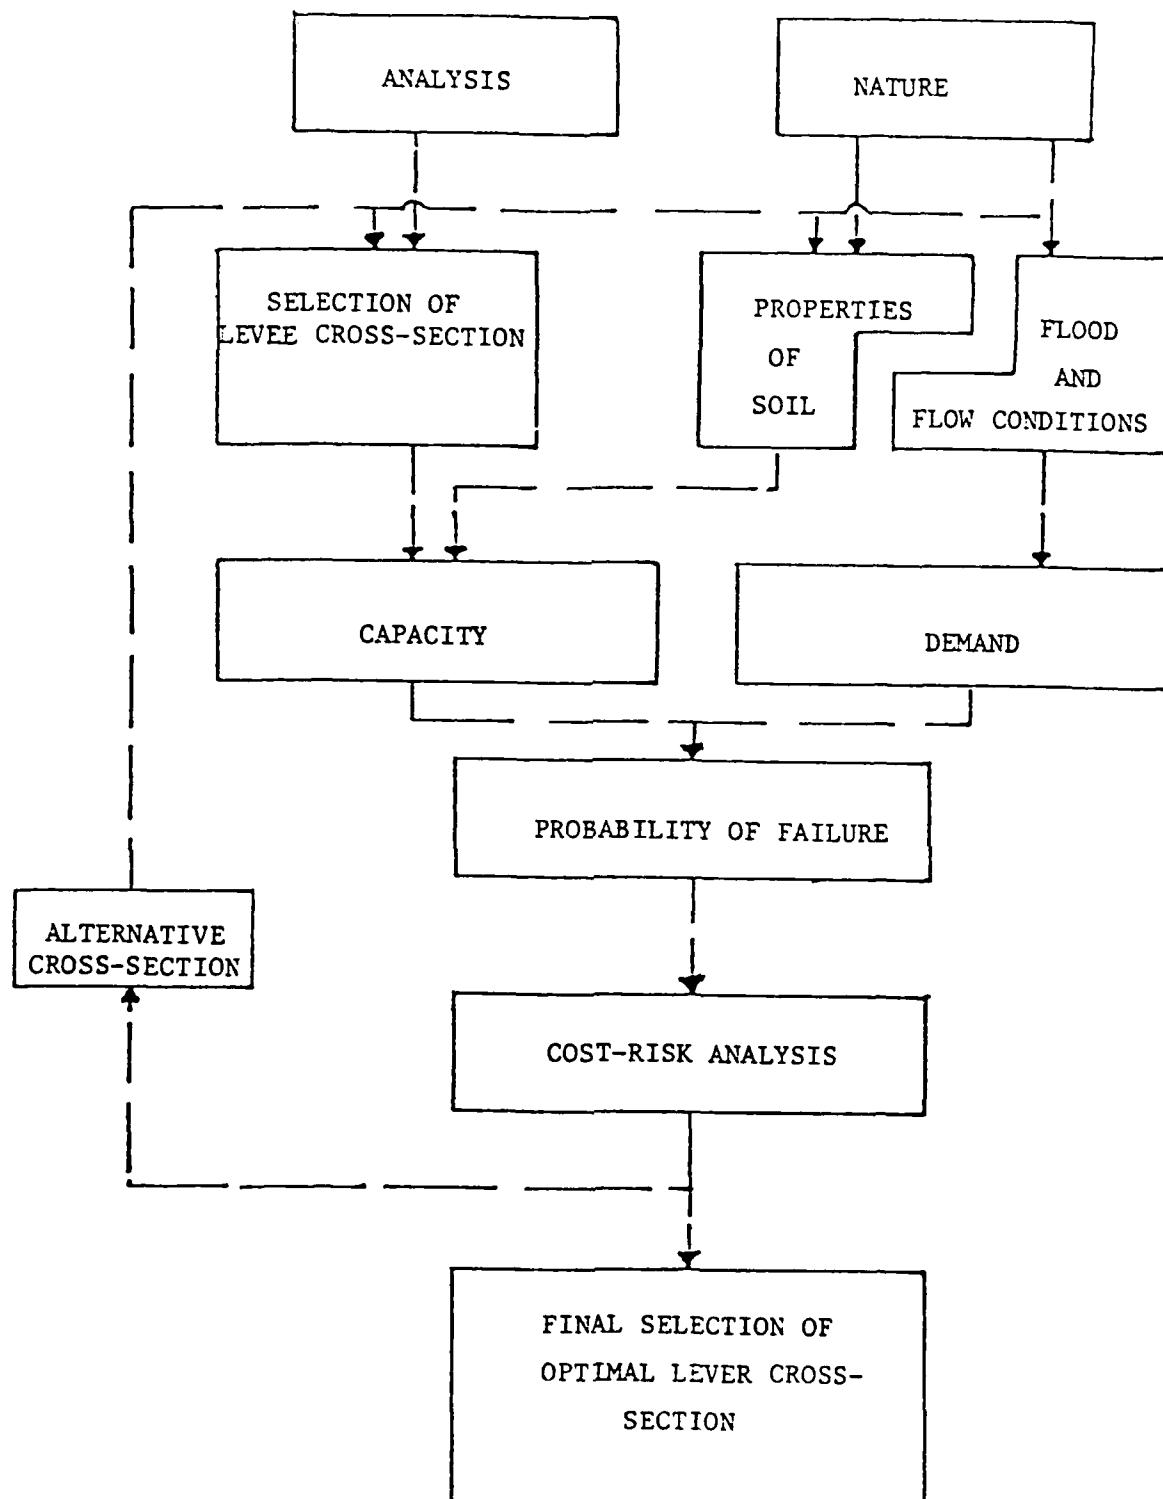 ANALYSIS
NATURE
SELECTION OF
LEVEE CROSS-SECTION
PROPERTIES
OF
SOIL
FLOOD
AND
FLOW CONDITIONS
CAPACITY
DEMAND
PROBABILITY OF FAILURE
ALTERNATIVE
CROSS-SECTION
COST-RISK ANALYSIS
FINAL SELECTION OF
OPTIMAL LEVER CROSS-
SECTION